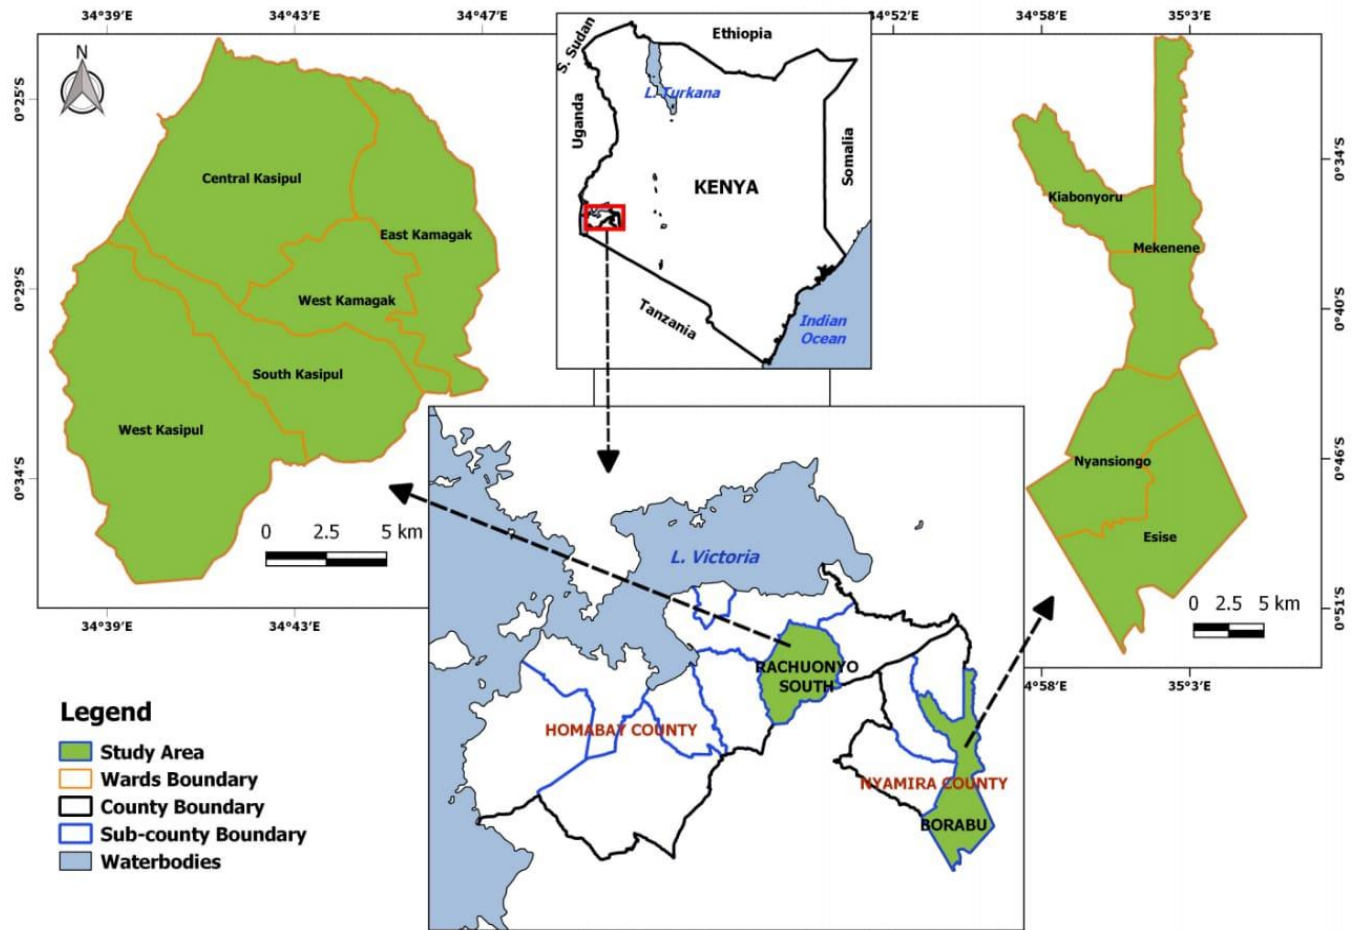 34°39'E
34°43'E
34°47'E
N
0°25'S
0°29'S
0°34'S
Central Kasipul
East Kamagak
West Kamagak
South Kasipul
West Kasipul
0 2.5 5 km
34°39'E
34°43'E
S. Sudan
Ethiopia
Uganda
L. Turkana
Somalia
KENYA
Tanzania
Indian
Ocean
4°52'E
34°58'E
35°3'E
0°34'S
0°40'S
0°46'S
0°51'S
Kiabonyoru
Mekenene
Nyansiongo
Esise
0 2.5 5 km
4°58'E
35°3'E
L. Victoria
RACHUONYO
SOUTH
HOMABAY COUNTY
NYAMIRA COUNTY
BORABU
Legend
Study Area
Wards Boundary
County Boundary
Sub-county Boundary
Waterbodies